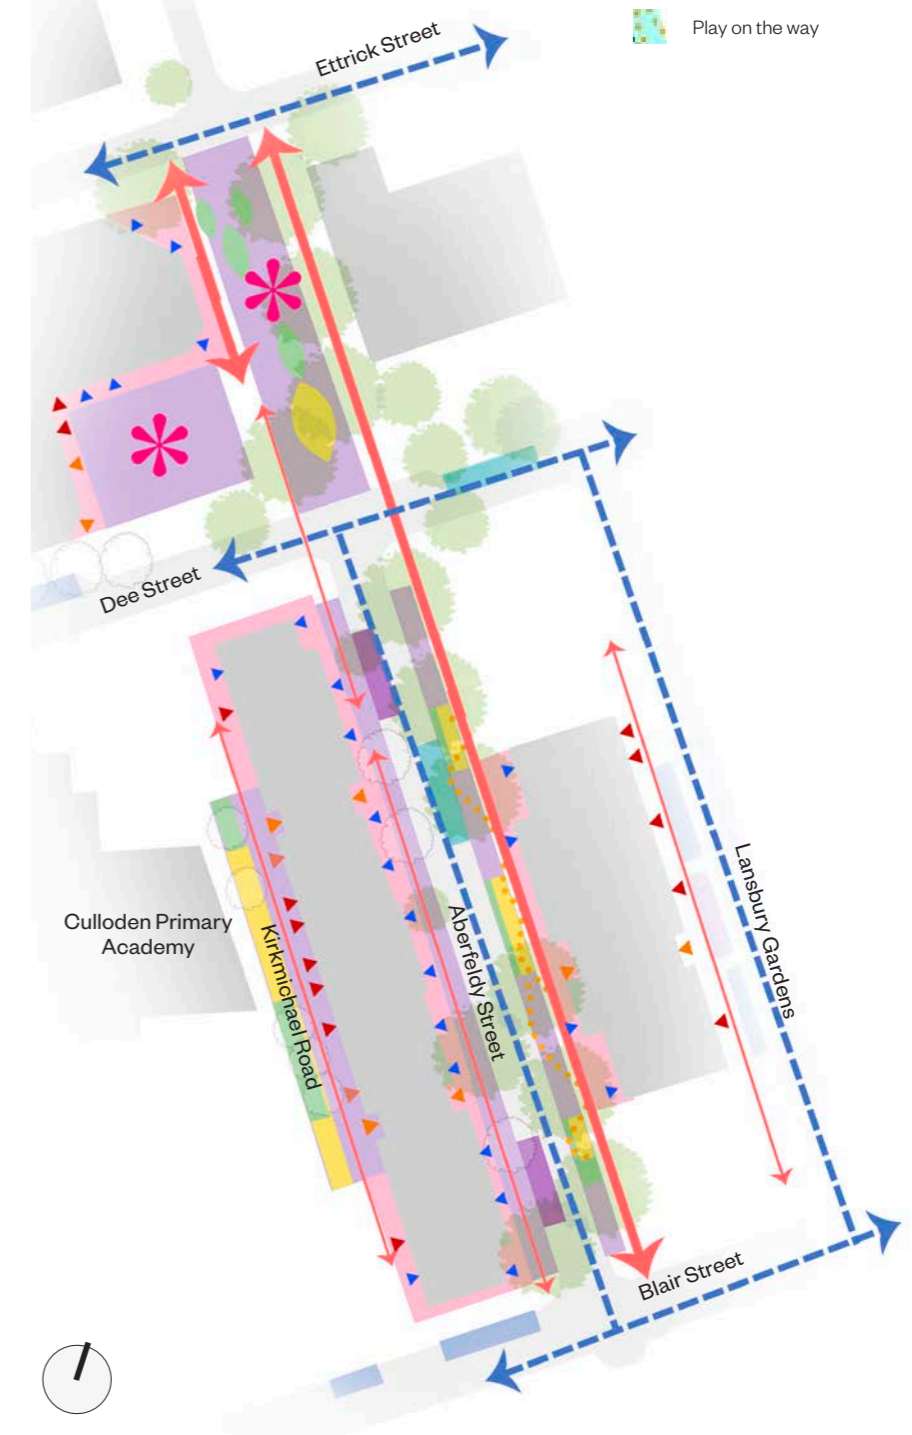 Play on the way
Ettrick Street
Dee Street
Culloden Primary
Academy
Kirkmichael Road
Aberfeldy Street
Lansbury Gardens
Blair Street